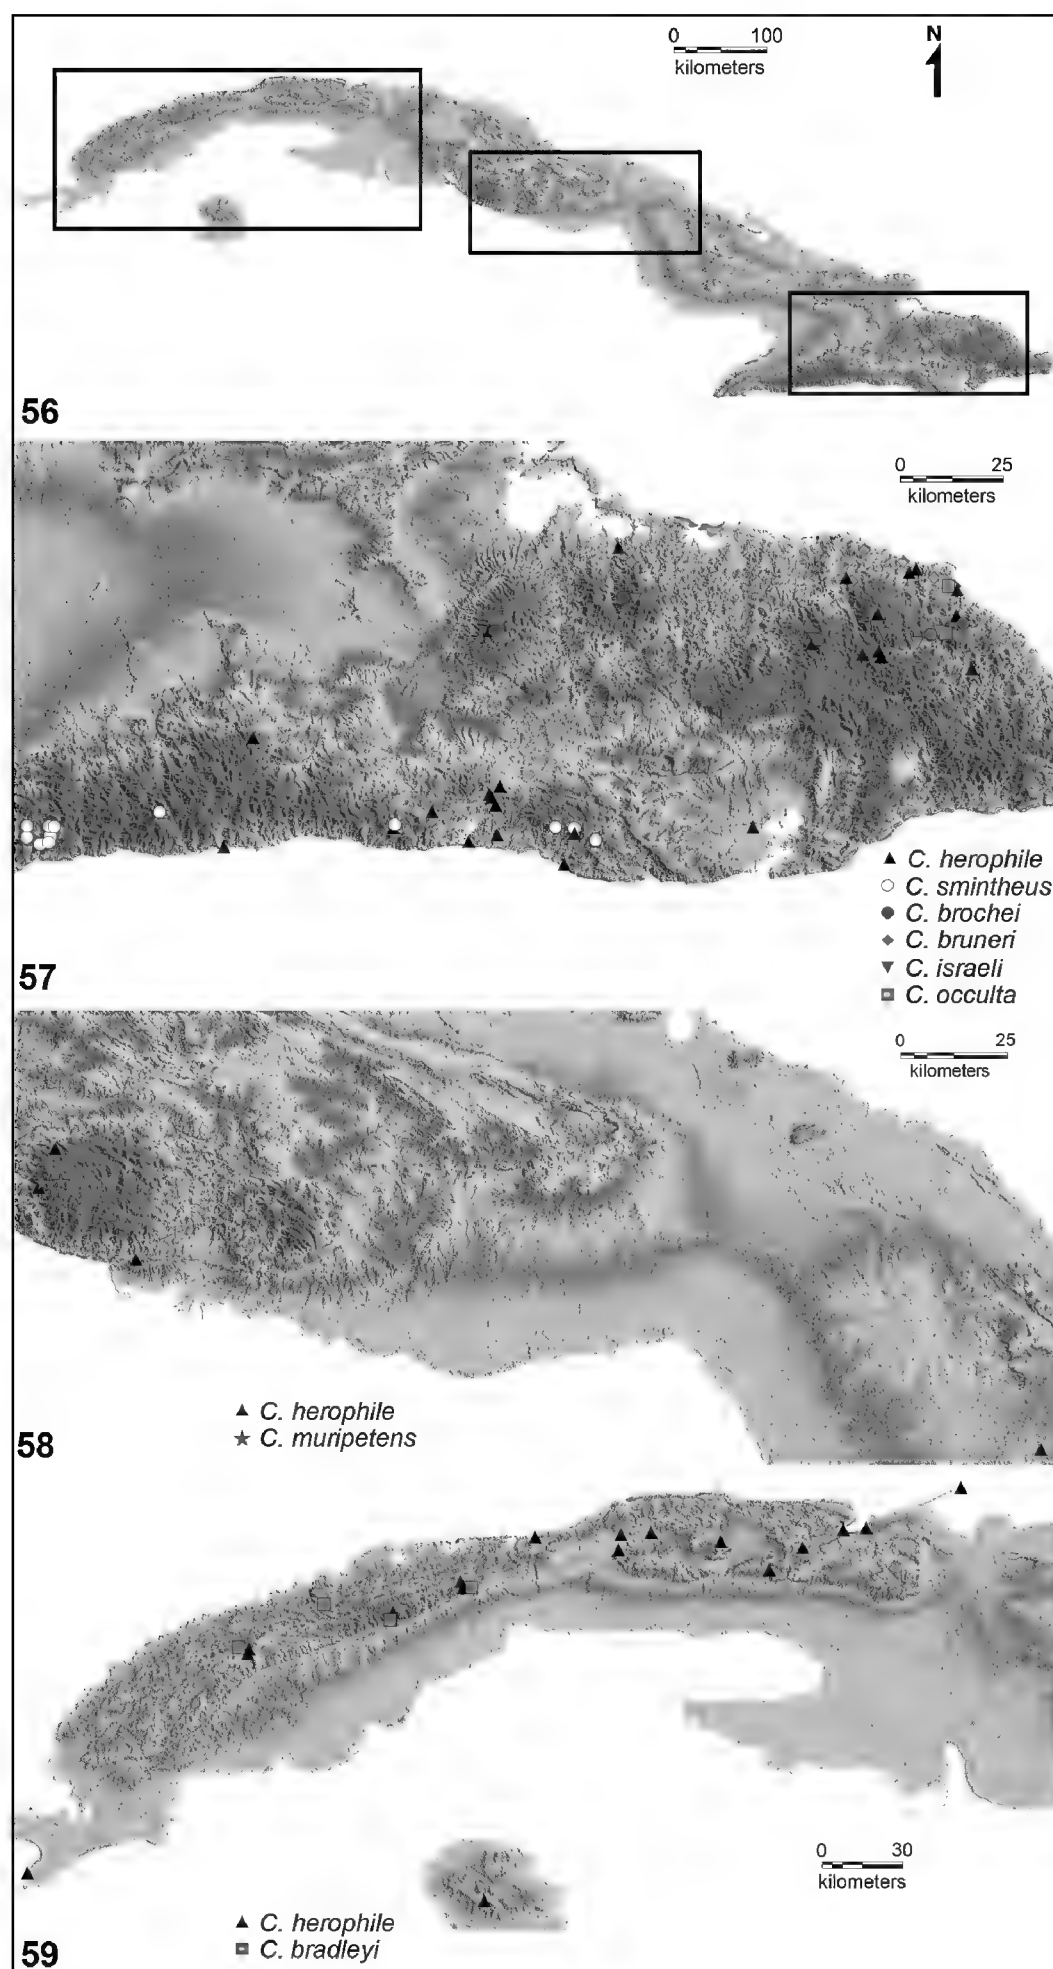 0 100
kilometers
N
56
0 25
kilometers
C. herophile
C. smintheus
C. brochei
C. bruneri
C. israeli
C. occulta
57
0 25
kilometers
C. herophile
C. muripetens
58
0 30
kilometers
C. herophile
C. bradleyi
59